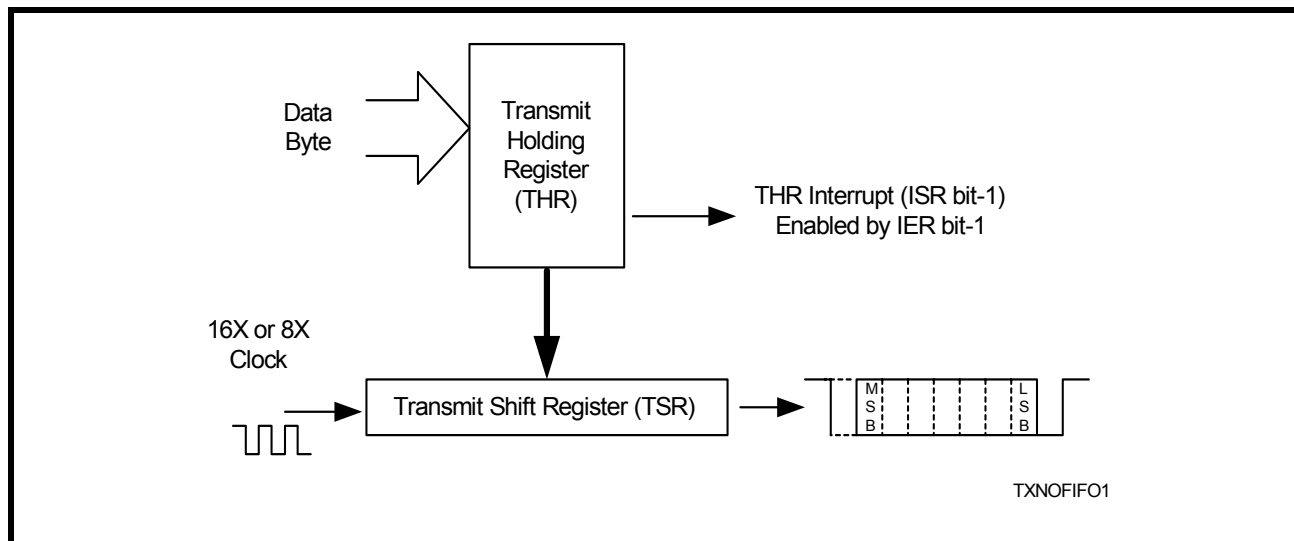 Data
Byte
Transmit
Holding
Register
(THR)
THR Interrupt (ISR bit-1)
Enabled by IER bit-1
16X or 8X
Clock
Transmit Shift Register (TSR)
M
S
B
L
S
B
TXNOFIFO1